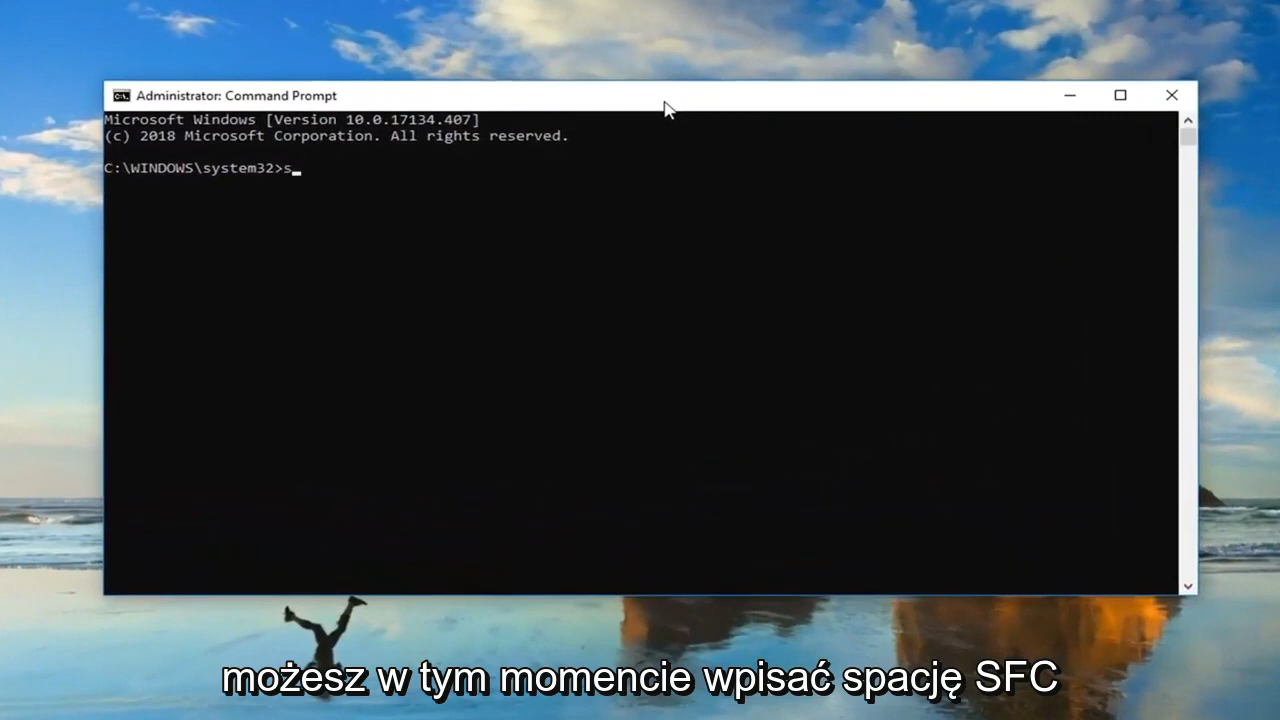 Administrator: Command Prompt
Microsoft Windows [Version 10.0.17134.407]
(c) 2018 Microsoft Corporation. All rights reserved.
C:\WINDOWS\system32>s
możesz w tym momencie wpisać spację SFC